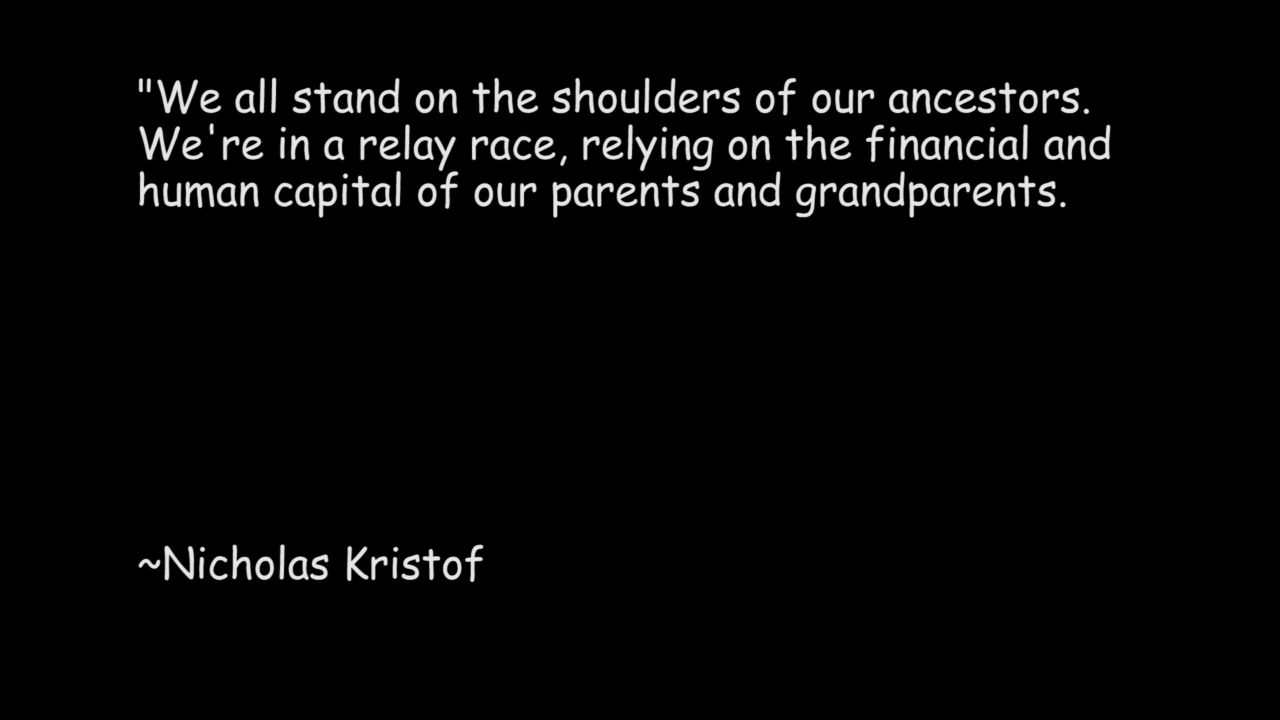 "We all stand on the shoulders of our ancestors.
We're in a relay race, relying on the financial and
human capital of our parents and grandparents.
~Nicholas Kristof